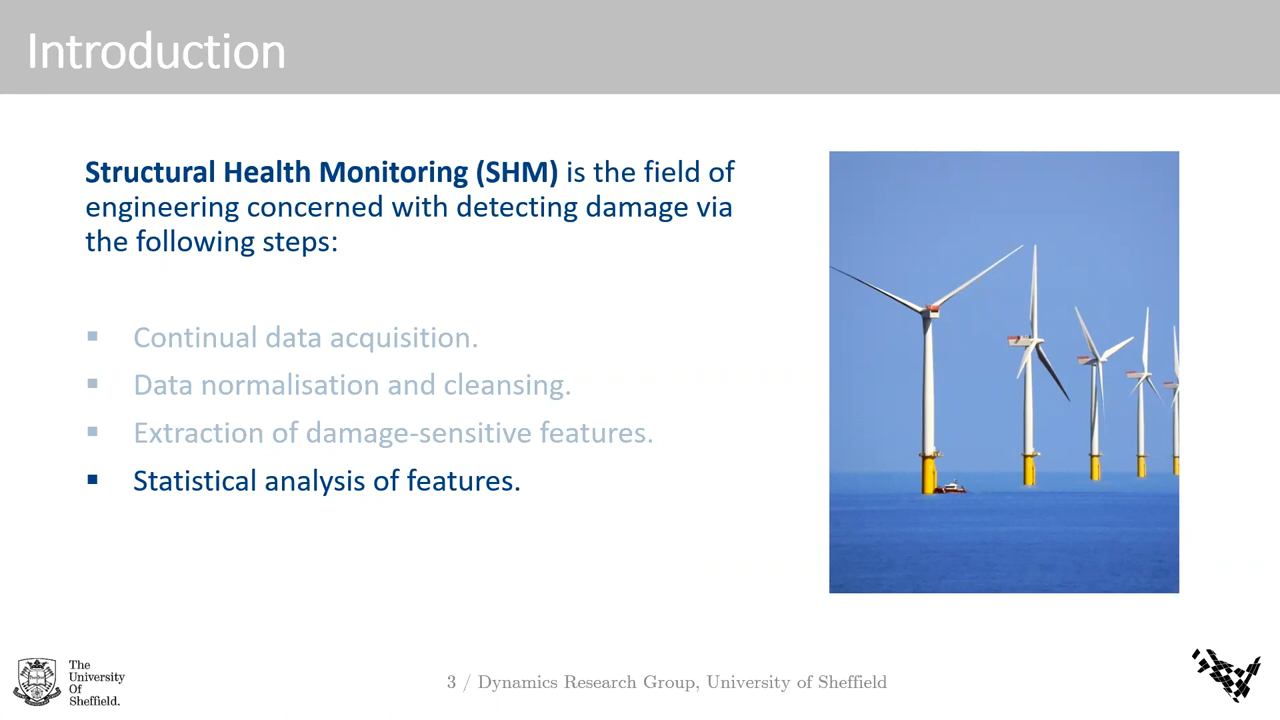 Introduction
Structural Health Monitoring (SHM) is the field of
engineering concerned with detecting damage via
the following steps:
▪ Continual data acquisition.
▪ Data normalisation and cleansing.
▪ Extraction of damage-sensitive features.
▪ Statistical analysis of features.
The
University
Of
Sheffield.
3 / Dynamics Research Group, University of Sheffield